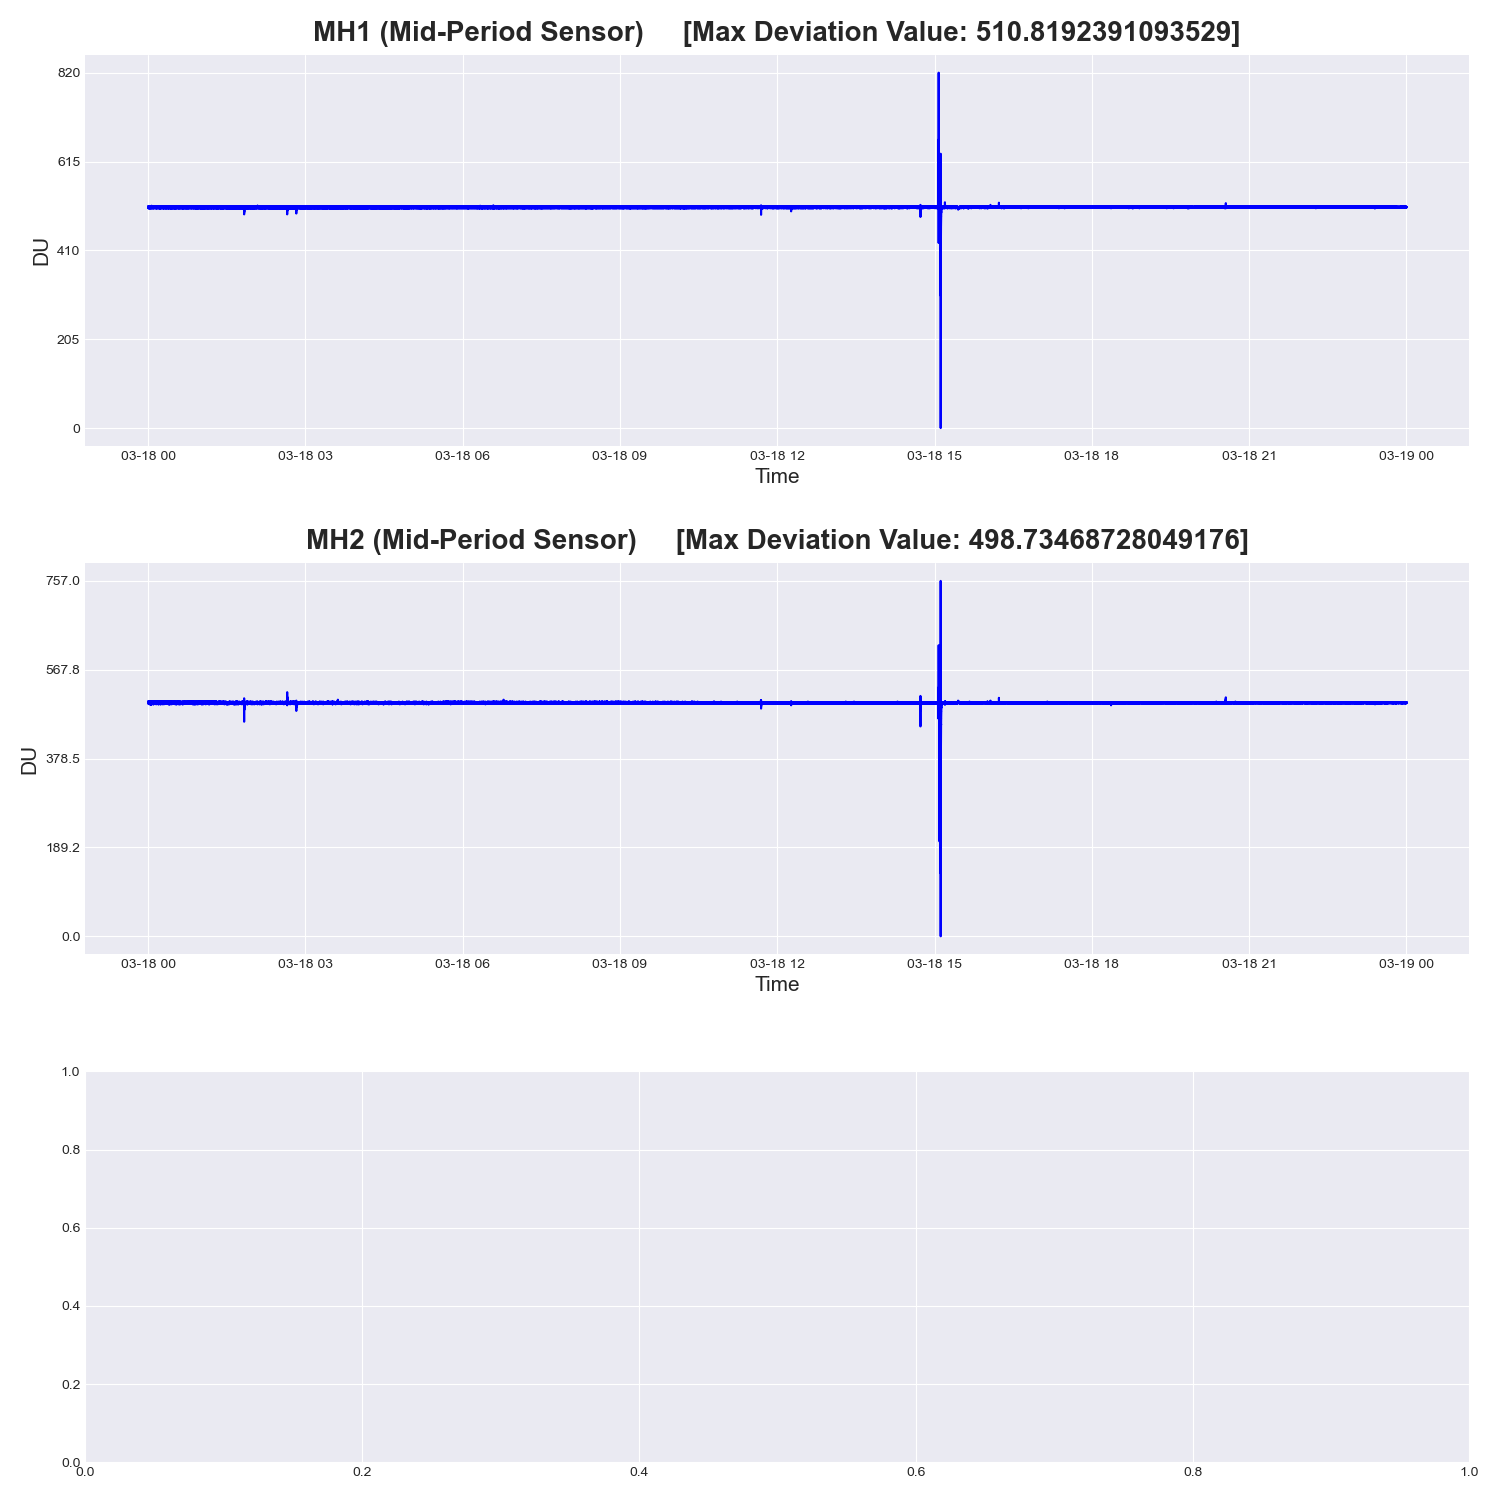 MH1 (Mid-Period Sensor) [Max Deviation Value: 510.8192391093529]
820
615
410
205
0
DU
03-18 00 03-18 03 03-18 06 03-18 09 03-18 12 03-18 15 03-18 18 03-18 21 03-19 00
Time
MH2 (Mid-Period Sensor) [Max Deviation Value: 498.73468728049176]
757.0
567.8
378.5
189.2
0.0
DU
03-18 00 03-18 03 03-18 06 03-18 09 03-18 12 03-18 15 03-18 18 03-18 21 03-19 00
Time
1.0
0.8
0.6
0.4
0.2
0.0
0.0 0.2 0.4 0.6 0.8 1.0